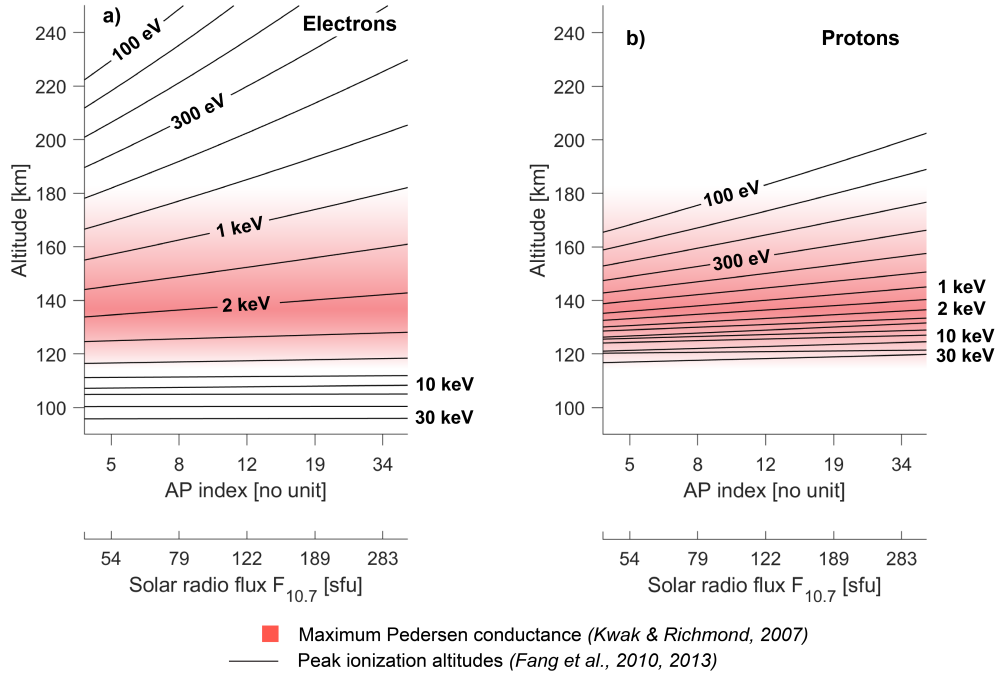 a)
Electrons
240
220
200
180
160
140
120
100
Altitude [km]
100 eV
300 eV
1 keV
2 keV
10 keV
30 keV
5 8 12 19 34
AP index [no unit]
54 79 122 189 283
Solar radio flux F10.7 [sfu]
b)
Protons
240
220
200
180
160
140
120
100
Altitude [km]
100 eV
300 eV
1 keV
2 keV
10 keV
30 keV
5 8 12 19 34
AP index [no unit]
54 79 122 189 283
Solar radio flux F10.7 [sfu]
Maximum Pedersen conductance (Kwak & Richmond, 2007)
Peak ionization altitudes (Fang et al., 2010, 2013)